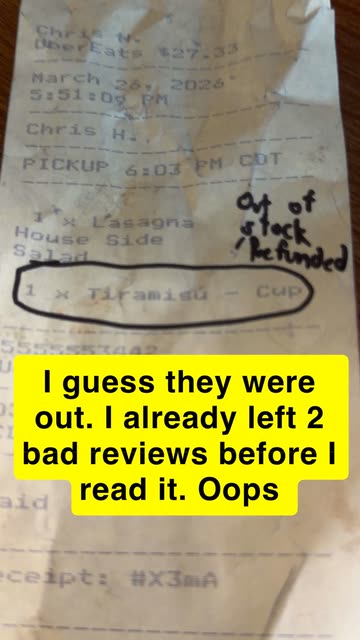 Chris N.
UberEats $27.33
March 26, 2026
5:51:09 PM
Chris H.
PICKUP 6:03 PM CDT
1 x Lasagna
House Side
Salad
Out of
stock
/Refunded
1 x Tiramisú - Cup
I guess they were
out. I already left 2
bad reviews before I
read it. Oops
aid
eceipt: #X3mA